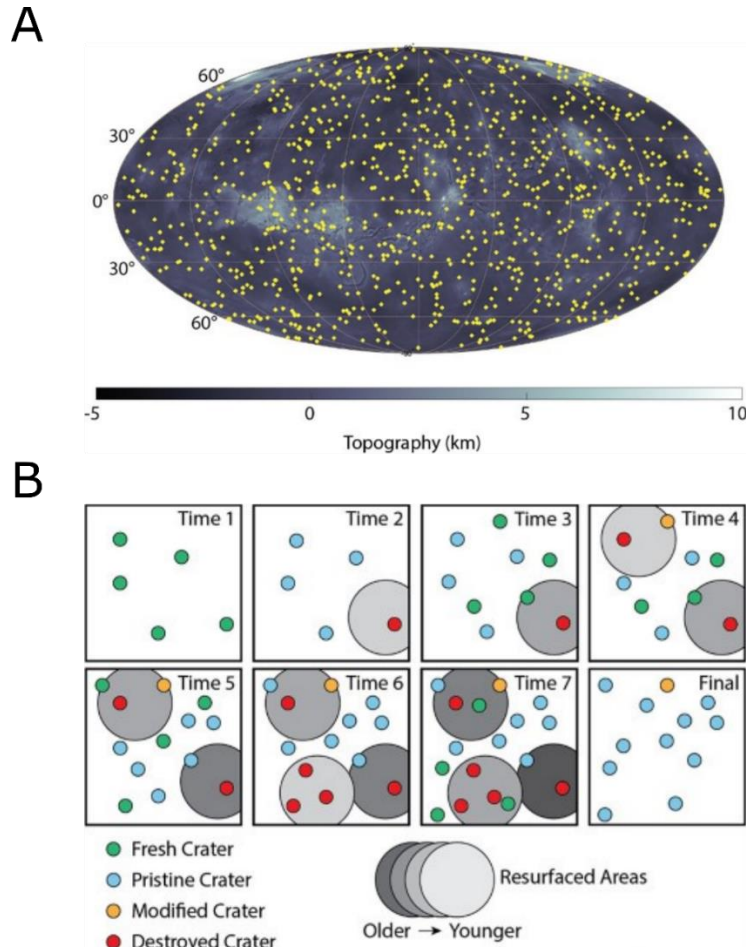 A
60°
30°
0°
30°
60°
-5 0 5 10
Topography (km)
B
Time 1 Time 2 Time 3 Time 4
Time 5 Time 6 Time 7 Final
Fresh Crater
Pristine Crater
Modified Crater
Destroyed Crater
Resurfaced Areas
Older → Younger